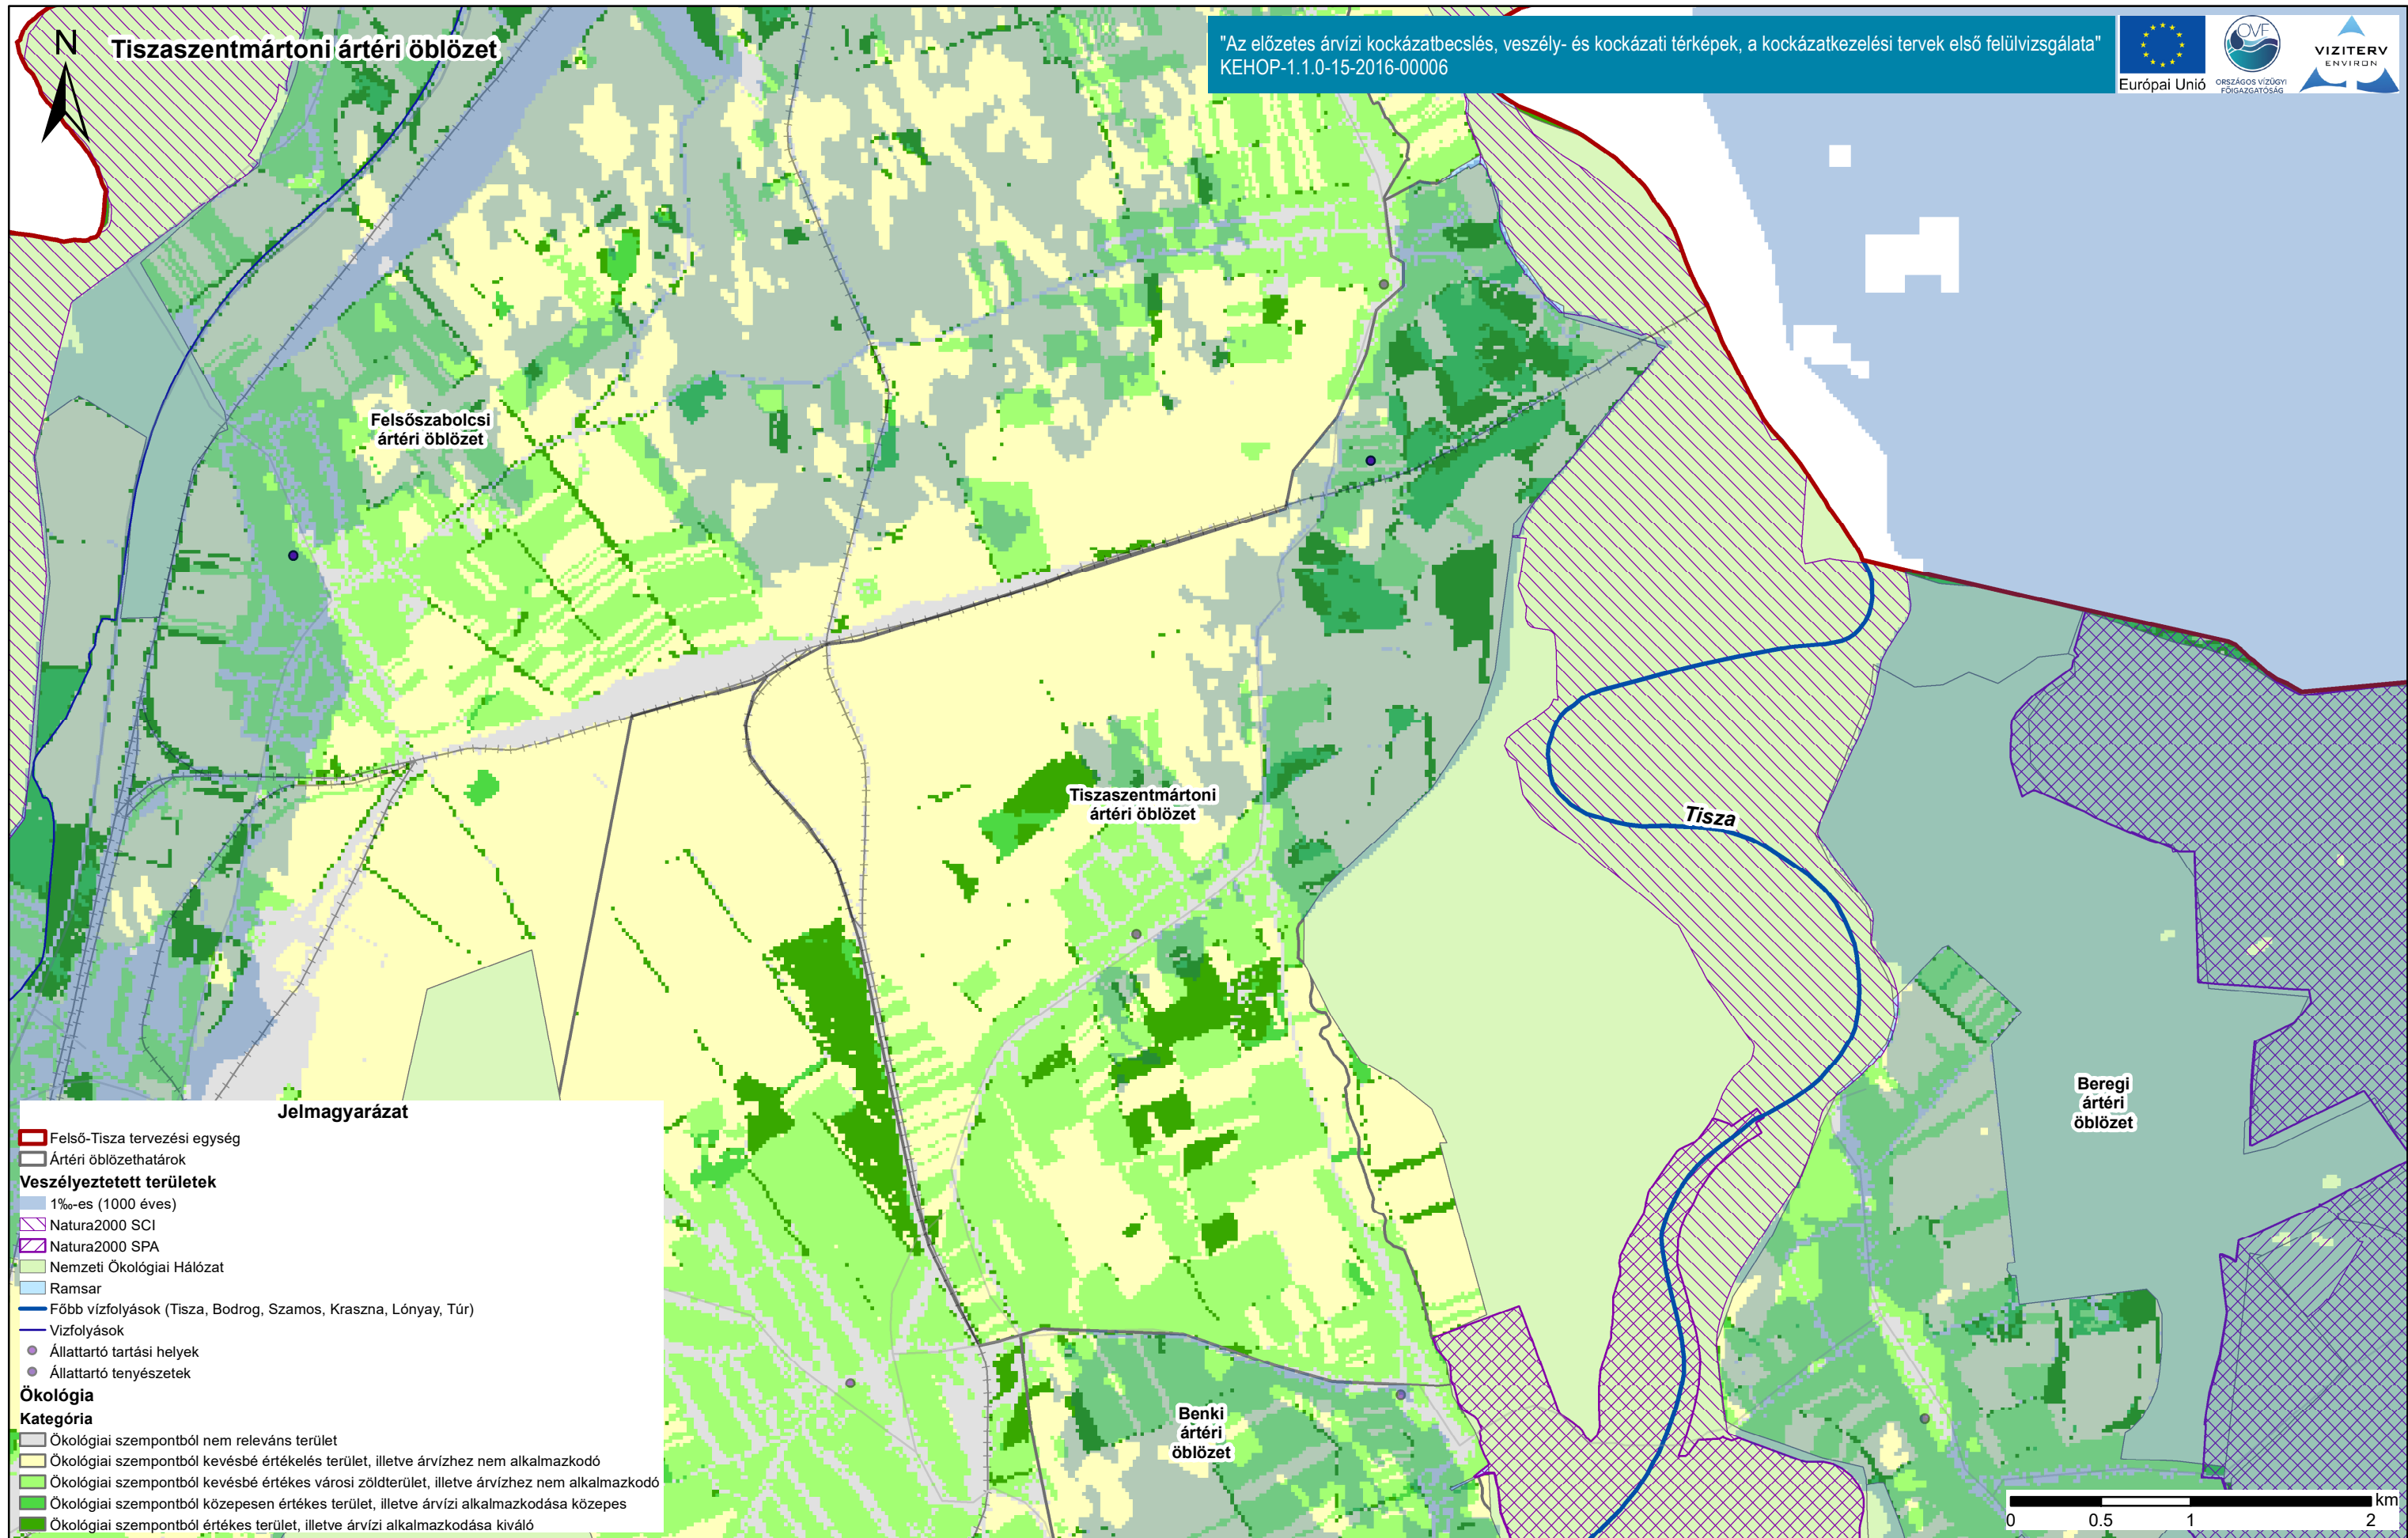 N
Tiszaszentmártoni ártéri öblözet
"Az előzetes árvízi kockázatbecslés, veszély- és kockázati térképek, a kockázatkezelési tervek első felülvizsgálata"
KEHOP-1.1.0-15-2016-00006
Európai Unió
OVF
ORSZÁGOS VÍZÜGYI
FŐIGAZGATÓSÁG
VIZITERV
ENVIRON
Felsőszabolcsi
ártéri öblözet
Tiszaszentmártoni
ártéri öblözet
Tisza
Beregi
ártéri
öblözet
Benki
ártéri
öblözet
Jelmagyarázat
Felső-Tisza tervezési egység
Ártéri öblözethatárok
Veszélyeztetett területek
1‰-es (1000 éves)
Natura2000 SCI
Natura2000 SPA
Nemzeti Ökológiai Hálózat
Ramsar
Főbb vízfolyások (Tisza, Bodrog, Szamos, Kraszna, Lónyay, Túr)
Vizfolyások
Állattartó tartási helyek
Állattartó tenyészetek
Ökológia
Kategória
Ökológiai szempontból nem releváns terület
Ökológiai szempontból kevésbé értékelés terület, illetve árvízhez nem alkalmazkodó
Ökológiai szempontból kevésbé értékes városi zöldterület, illetve árvízhez nem alkalmazkodó
Ökológiai szempontból közepesen értékes terület, illetve árvízi alkalmazkodása közepes
Ökológiai szempontból értékes terület, illetve árvízi alkalmazkodása kiváló
km
0 0.5 1 2